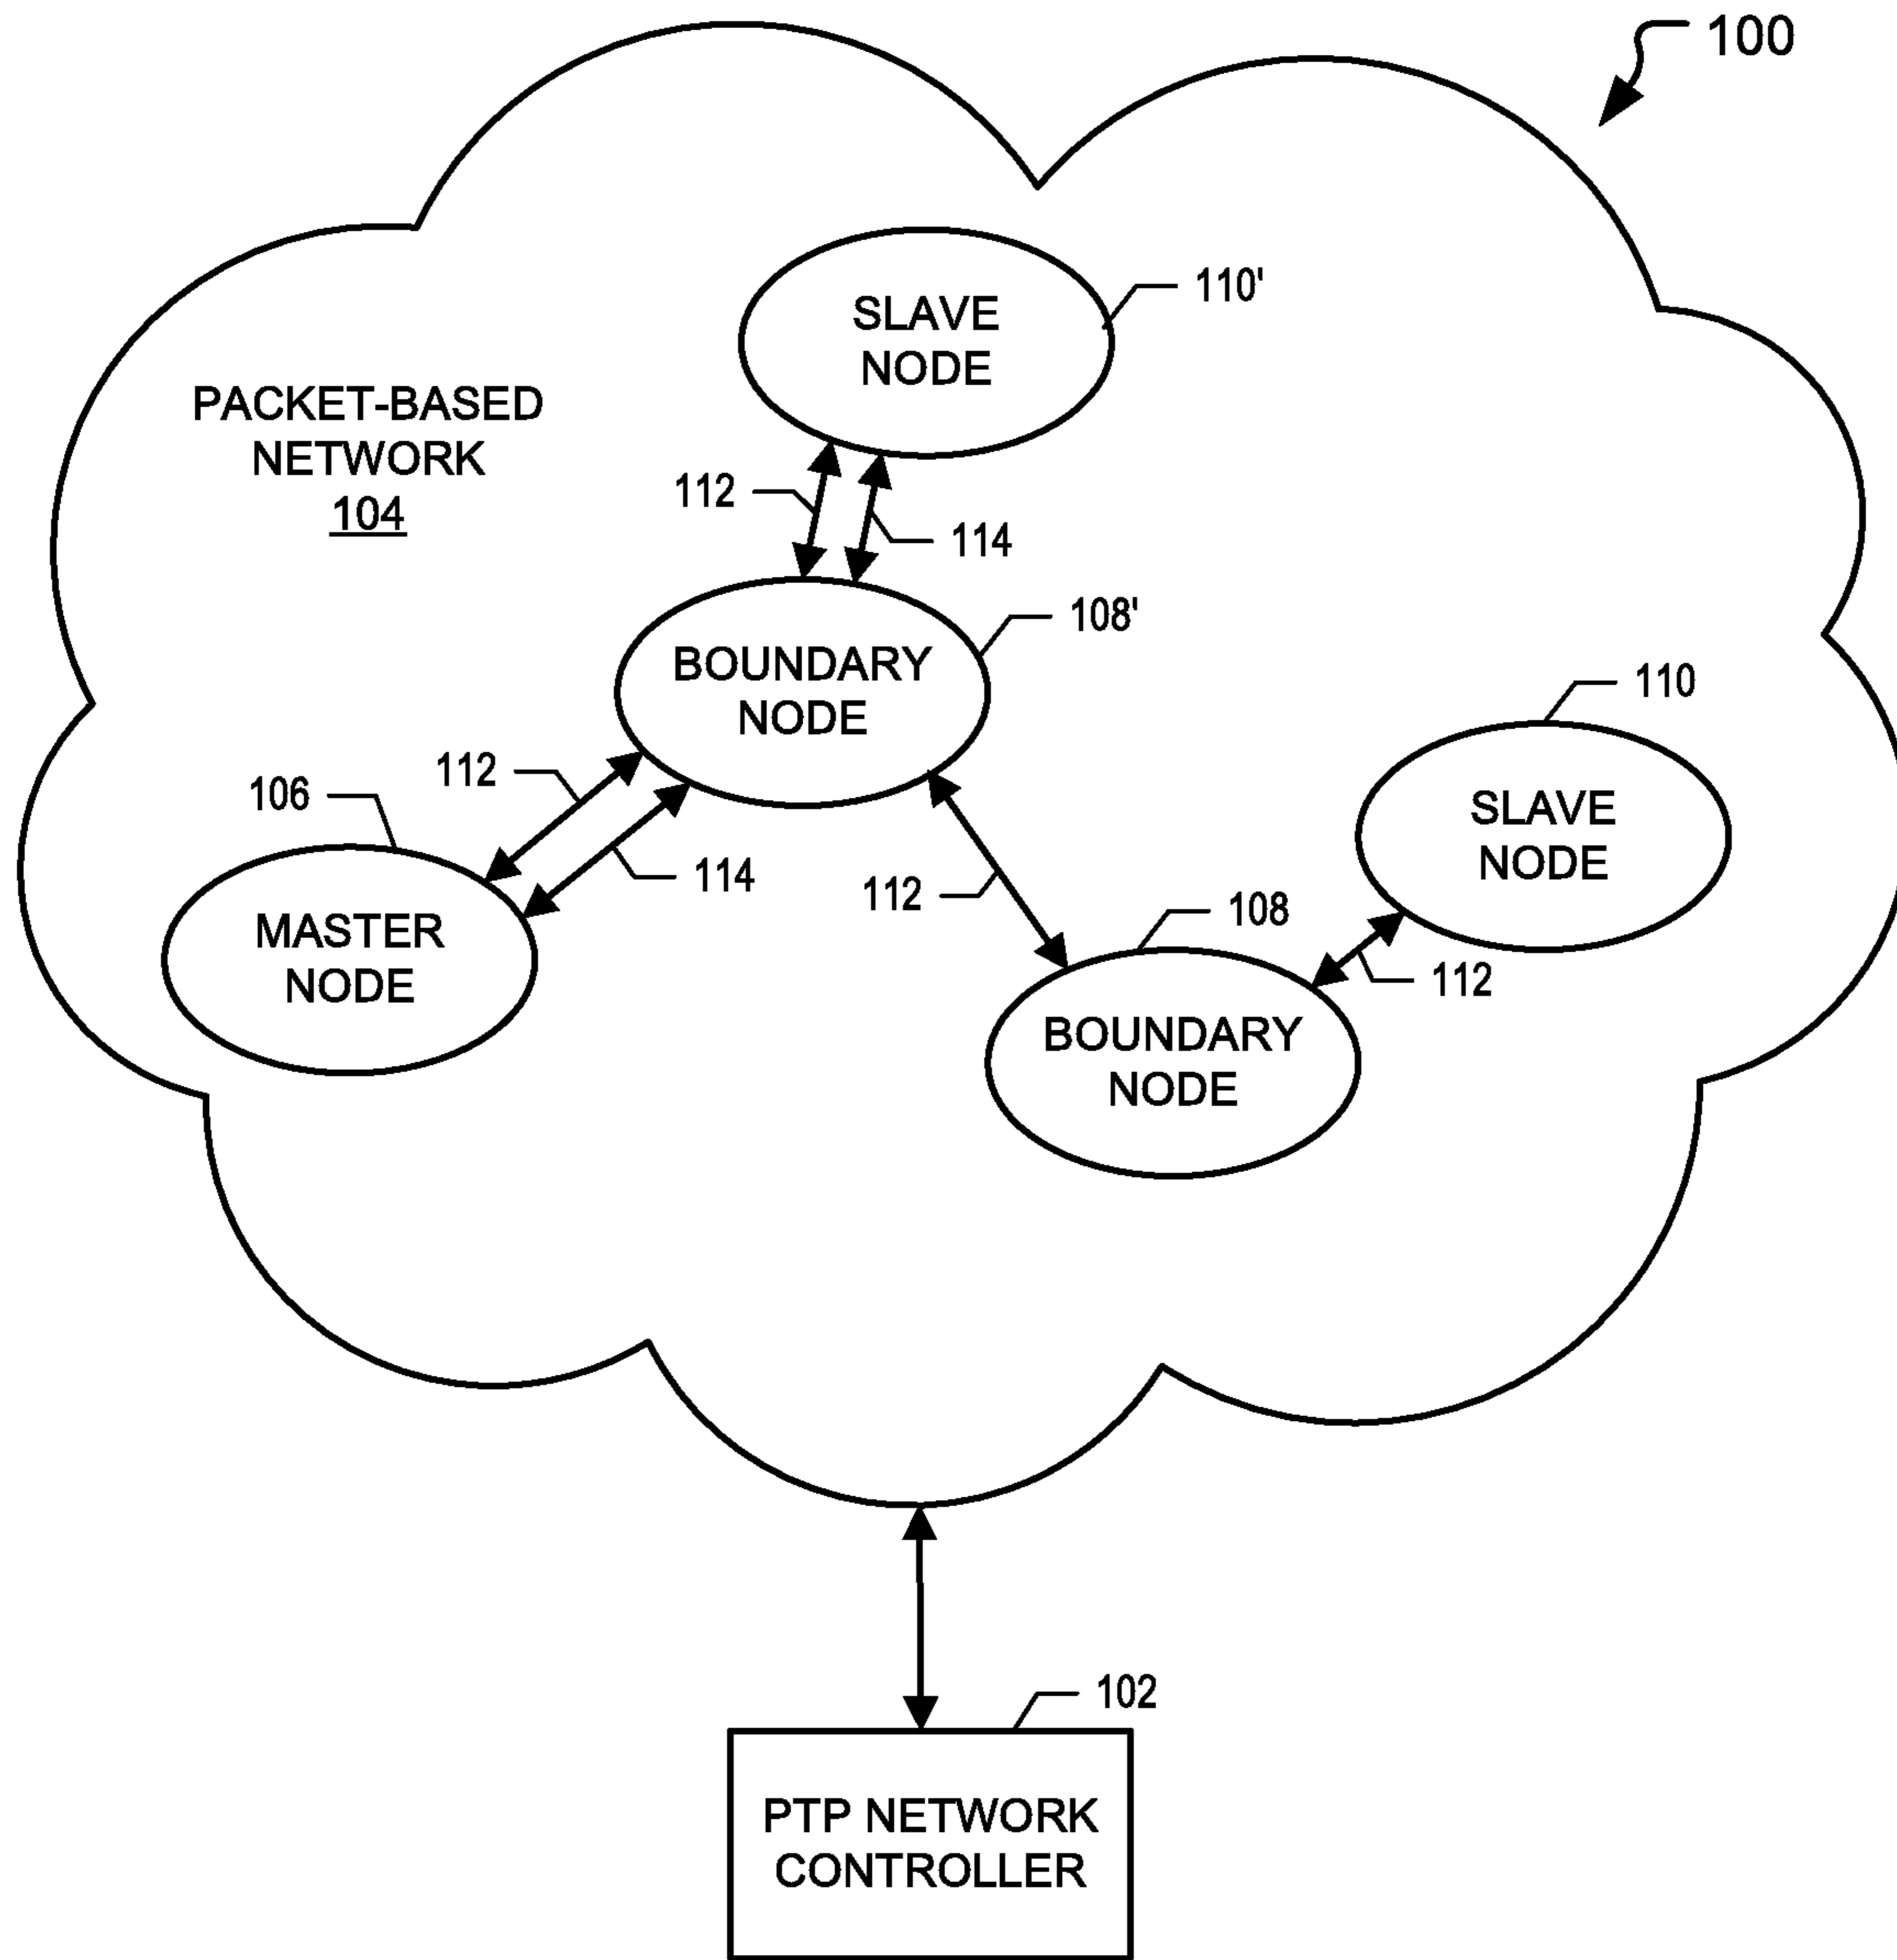 100
SLAVE
NODE
110'
PACKET-BASED
NETWORK
104
112
114
BOUNDARY
NODE
108'
110
112
106
SLAVE
NODE
114
112
108
MASTER
NODE
112
BOUNDARY
NODE
102
PTP NETWORK
CONTROLLER